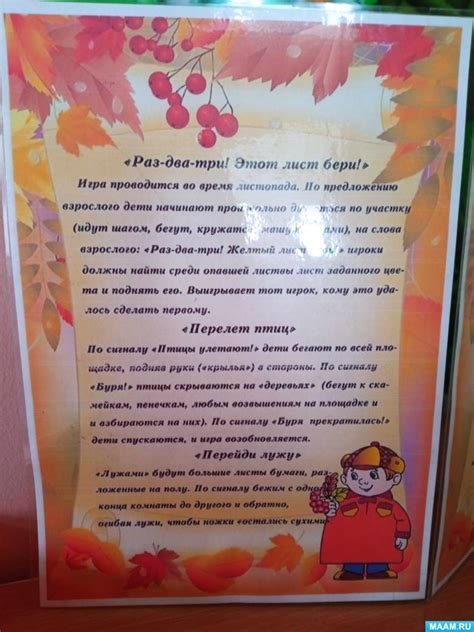 «Раз-два-три! Этот лист бери!»
Игра проводится во время листопада. По предложению
взрослого дети начинают произвольно двигаться по участку
(идут шагом, бегут, кружатся, машут), на слова
взрослого: «Раз-два-три! Желтый лист игроки
должны найти среди опавшей листвы лист заданного цве-
та и поднять его. Выигрывает тот игрок, кому это уда-
лось сделать первому.
«Перелет птиц»
По сигналу «Птицы улетают!» дети бегают по всей пло-
щадке, подняв руки («крылья») в стороны. По сигналу
«Буря!» птицы скрываются на «деревьях» (бегут к ска-
мейкам, пенечкам, любым возвышениям на площадке и
и взбираются на них). По сигналу «Буря прекратилась!»
дети спускаются, и игра возобновляется.
«Перейди лужу»
«Лужами» будут большие листы бумаги, раз-
ложенные на полу. По сигналу бежим с одного
конца комнаты до другого и обратно,
огибая лужи, чтобы ножки «остались сухими»
MAAM.RU